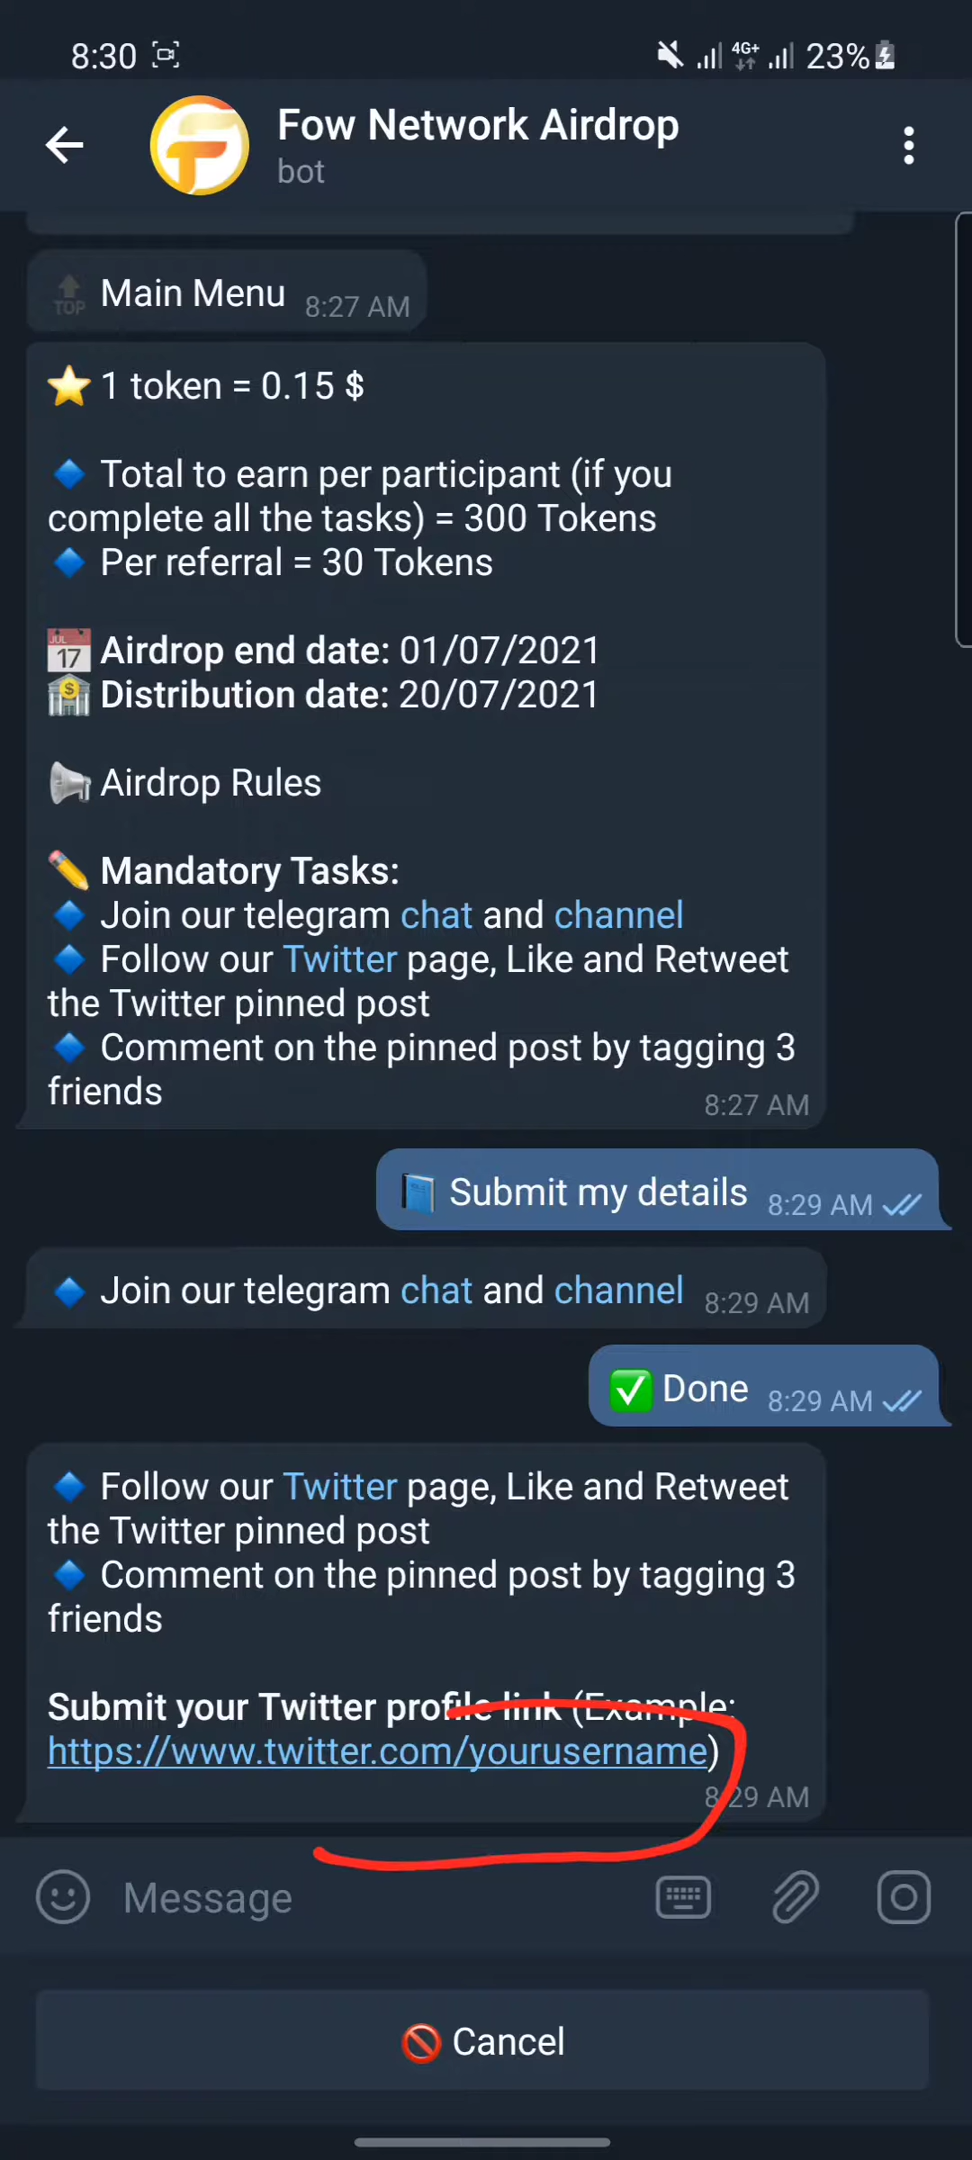 8:30 4G+ 23%
Fow Network Airdrop
bot
TOP Main Menu 8:27 AM
1 token = 0.15 $
Total to earn per participant (if you
complete all the tasks) = 300 Tokens
Per referral = 30 Tokens
JUL 17 Airdrop end date: 01/07/2021
Distribution date: 20/07/2021
Airdrop Rules
Mandatory Tasks:
Join our telegram chat and channel
Follow our Twitter page, Like and Retweet
the Twitter pinned post
Comment on the pinned post by tagging 3
friends 8:27 AM
Submit my details 8:29 AM
Join our telegram chat and channel 8:29 AM
Done 8:29 AM
Follow our Twitter page, Like and Retweet
the Twitter pinned post
Comment on the pinned post by tagging 3
friends
Submit your Twitter profile link (Example:
https://www.twitter.com/yourusername)
8:29 AM
Message
Cancel